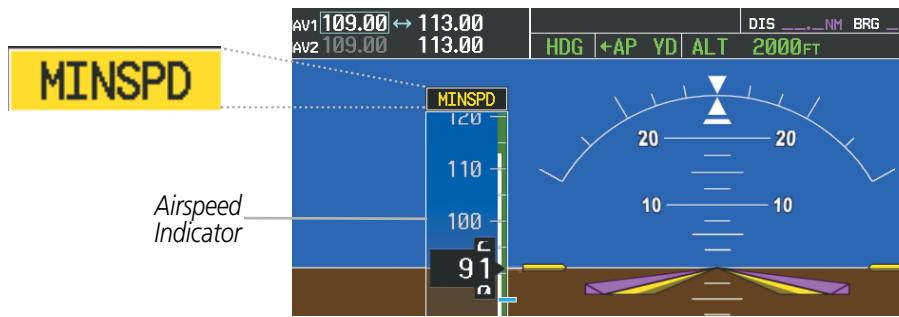 AV1 109.00 ↔ 113.00
DIS __._NM BRG _
AV2 109.00 113.00
HDG ←AP YD ALT 2000FT
MINSPD
MINSPD
120
110
100
91
20 20
10 10
Airspeed
Indicator